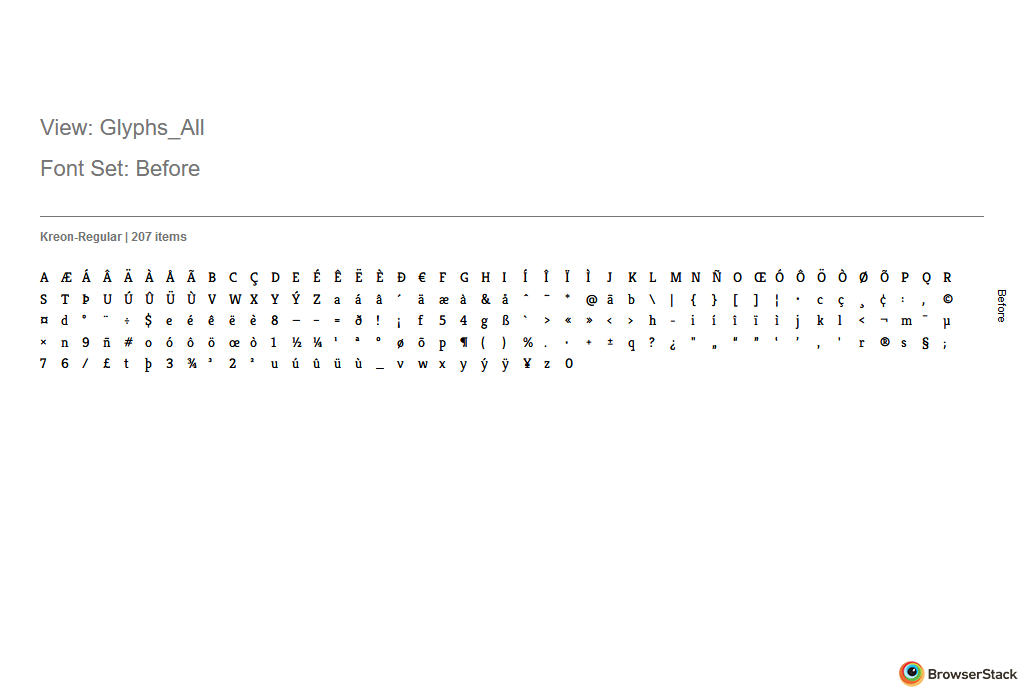 View: Glyphs_All
Font Set: Before
Kreon-Regular | 207 items
A Æ Á Â Ä À Å Ã B C Ç D E É Ê Ë È Ð € F G H I Í Î Ï Ì J K L M N Ñ O Œ Ó Ô Ö Ò Ø Õ P Q R
S T Þ U Ú Û Ü Ù V W X Y Ý Z a á â ´ ä æ à & å ^ ~ * @ ã b \ | { } [ ] ¦ • c ç ¸ ¢ : , ©
¤ d ° ¨ ÷ $ e é ê ë è 8 — – = ð ! ¡ f 5 4 g ß ` > « » ‹ › h - i í î ï ì j k l < ¬ m ¯ µ
× n 9 ñ # o ó ô ö œ ò 1 ½ ¼ ¹ ª º ø õ p ¶ ( ) % . · + ± q ? ¿ " „ “ ” ‘ ’ ‚ ' r ® s § ;
7 6 / £ t þ 3 ¾ ³ 2 ² u ú û ü ù _ v w x y ý ÿ ¥ z 0
Before
BrowserStack